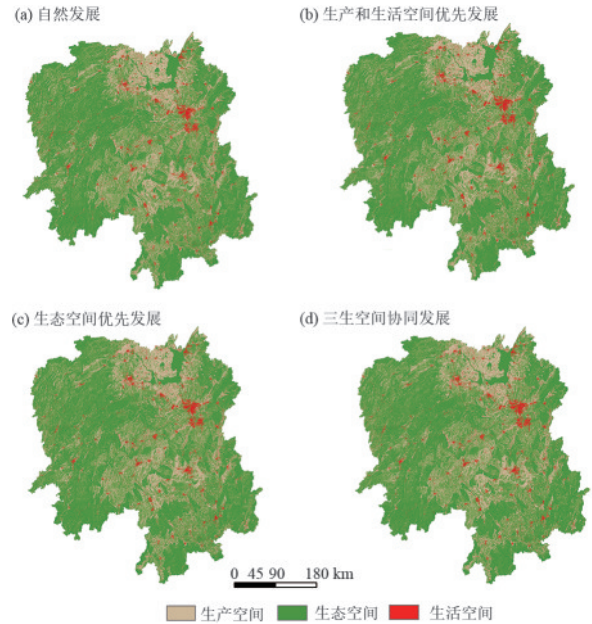 (a) 自然发展
(b) 生产和生活空间优先发展
(c) 生态空间优先发展
(d) 三生空间协同发展
0 45 90 180 km
生产空间 生态空间 生活空间